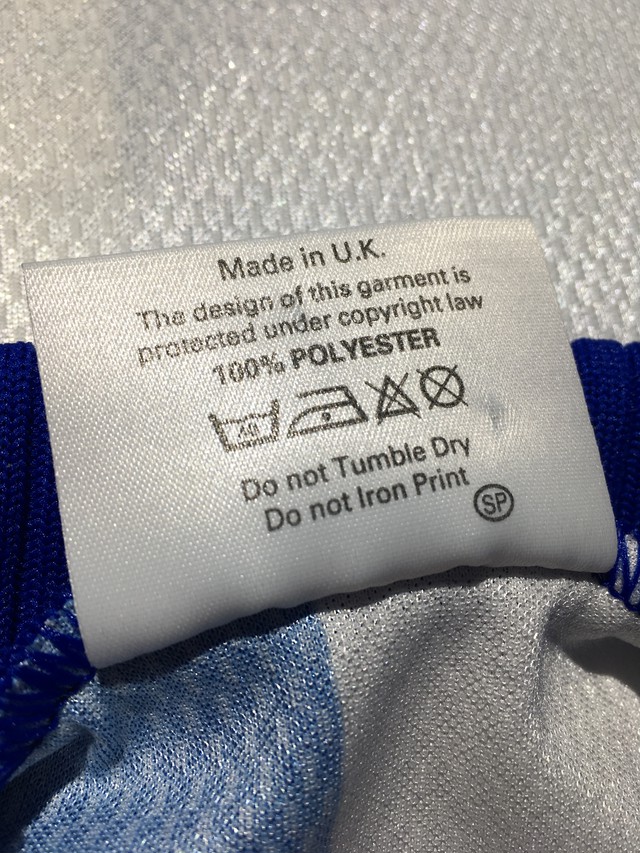 Made in U.K.
The design of this garment is
protected under copyright law
100% POLYESTER
40
Do not Tumble Dry
Do not Iron Print
SP